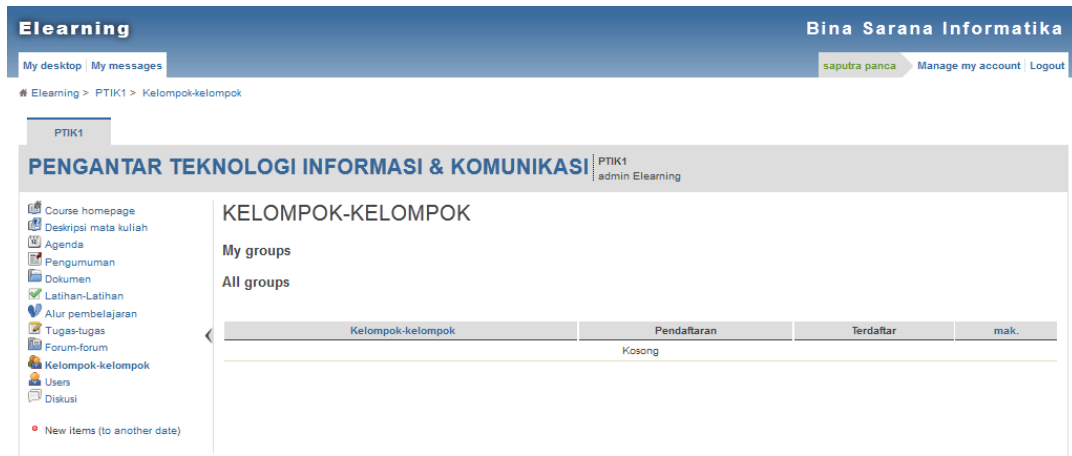 Elearning
Bina Sarana Informatika
My desktop My messages
saputra panca Manage my account Logout
Elearning > PTIK1 > Kelompok-kelompok
PTIK1
PENGANTAR TEKNOLOGI INFORMASI & KOMUNIKASI
PTIK1
admin Elearning
Course homepage
Deskripsi mata kuliah
Agenda
Pengumuman
Dokumen
Latihan-Latihan
Alur pembelajaran
Tugas-tugas
Forum-forum
Kelompok-kelompok
Users
Diskusi
New items (to another date)
KELOMPOK-KELOMPOK
My groups
All groups
Kelompok-kelompok Pendaftaran Terdaftar mak.
Kosong